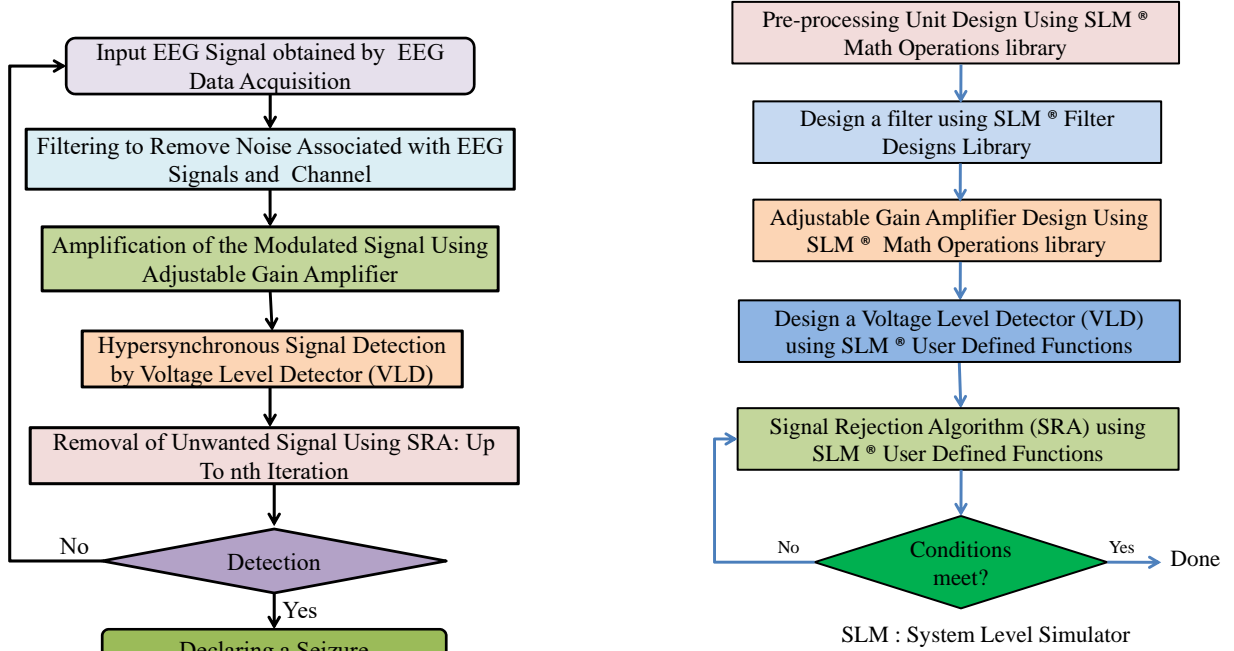 Input EEG Signal obtained by EEG
Data Acquisition
Filtering to Remove Noise Associated with EEG
Signals and Channel
Amplification of the Modulated Signal Using
Adjustable Gain Amplifier
Hypersynchronous Signal Detection
by Voltage Level Detector (VLD)
Removal of Unwanted Signal Using SRA: Up
To nth Iteration
No
Detection
Yes
Declaring a Seizure
Pre-processing Unit Design Using SLM ®
Math Operations library
Design a filter using SLM ® Filter
Designs Library
Adjustable Gain Amplifier Design Using
SLM ® Math Operations library
Design a Voltage Level Detector (VLD)
using SLM ® User Defined Functions
Signal Rejection Algorithm (SRA) using
SLM ® User Defined Functions
No
Conditions
meet?
Yes
Done
SLM : System Level Simulator